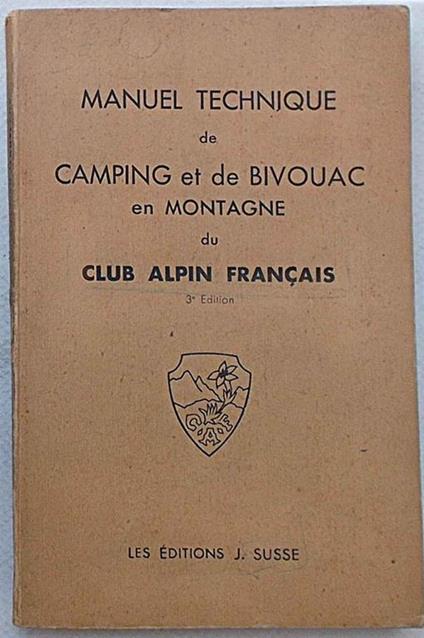 MANUEL TECHNIQUE
de
CAMPING et de BIVOUAC
en MONTAGNE
du
CLUB ALPIN FRANÇAIS
3e Edition
C A F
LES ÉDITIONS J. SUSSE